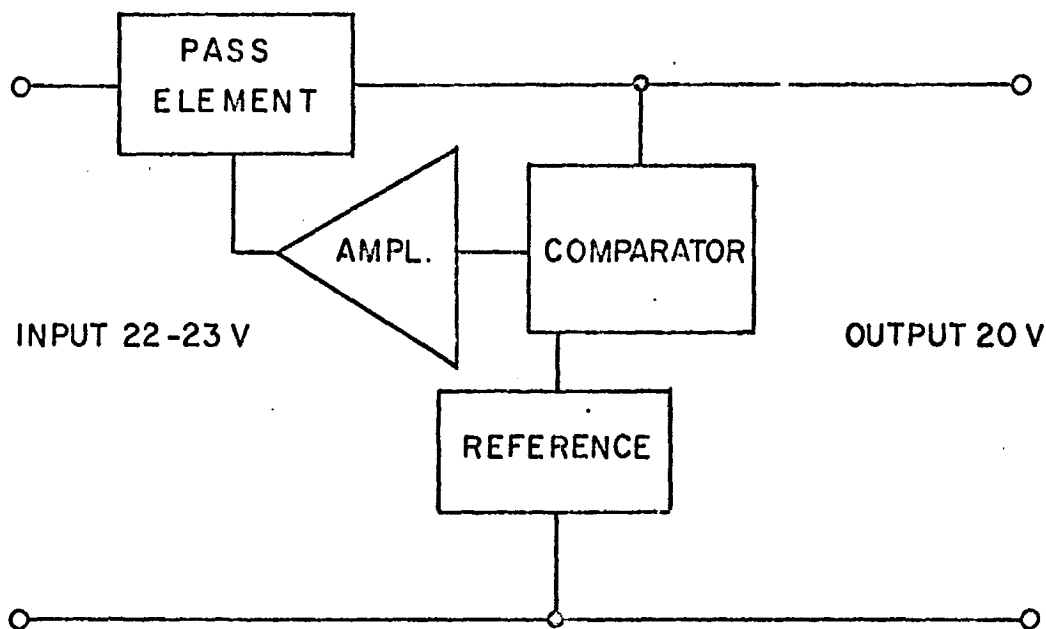 PASS
ELEMENT
AMPL.
COMPARATOR
INPUT 22-23 V
OUTPUT 20 V
REFERENCE